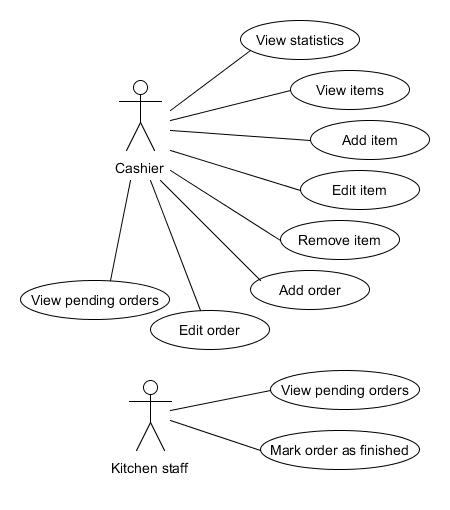 View statistics
View items
Add item
Cashier
Edit item
Remove item
Add order
View pending orders
Edit order
View pending orders
Mark order as finished
Kitchen staff